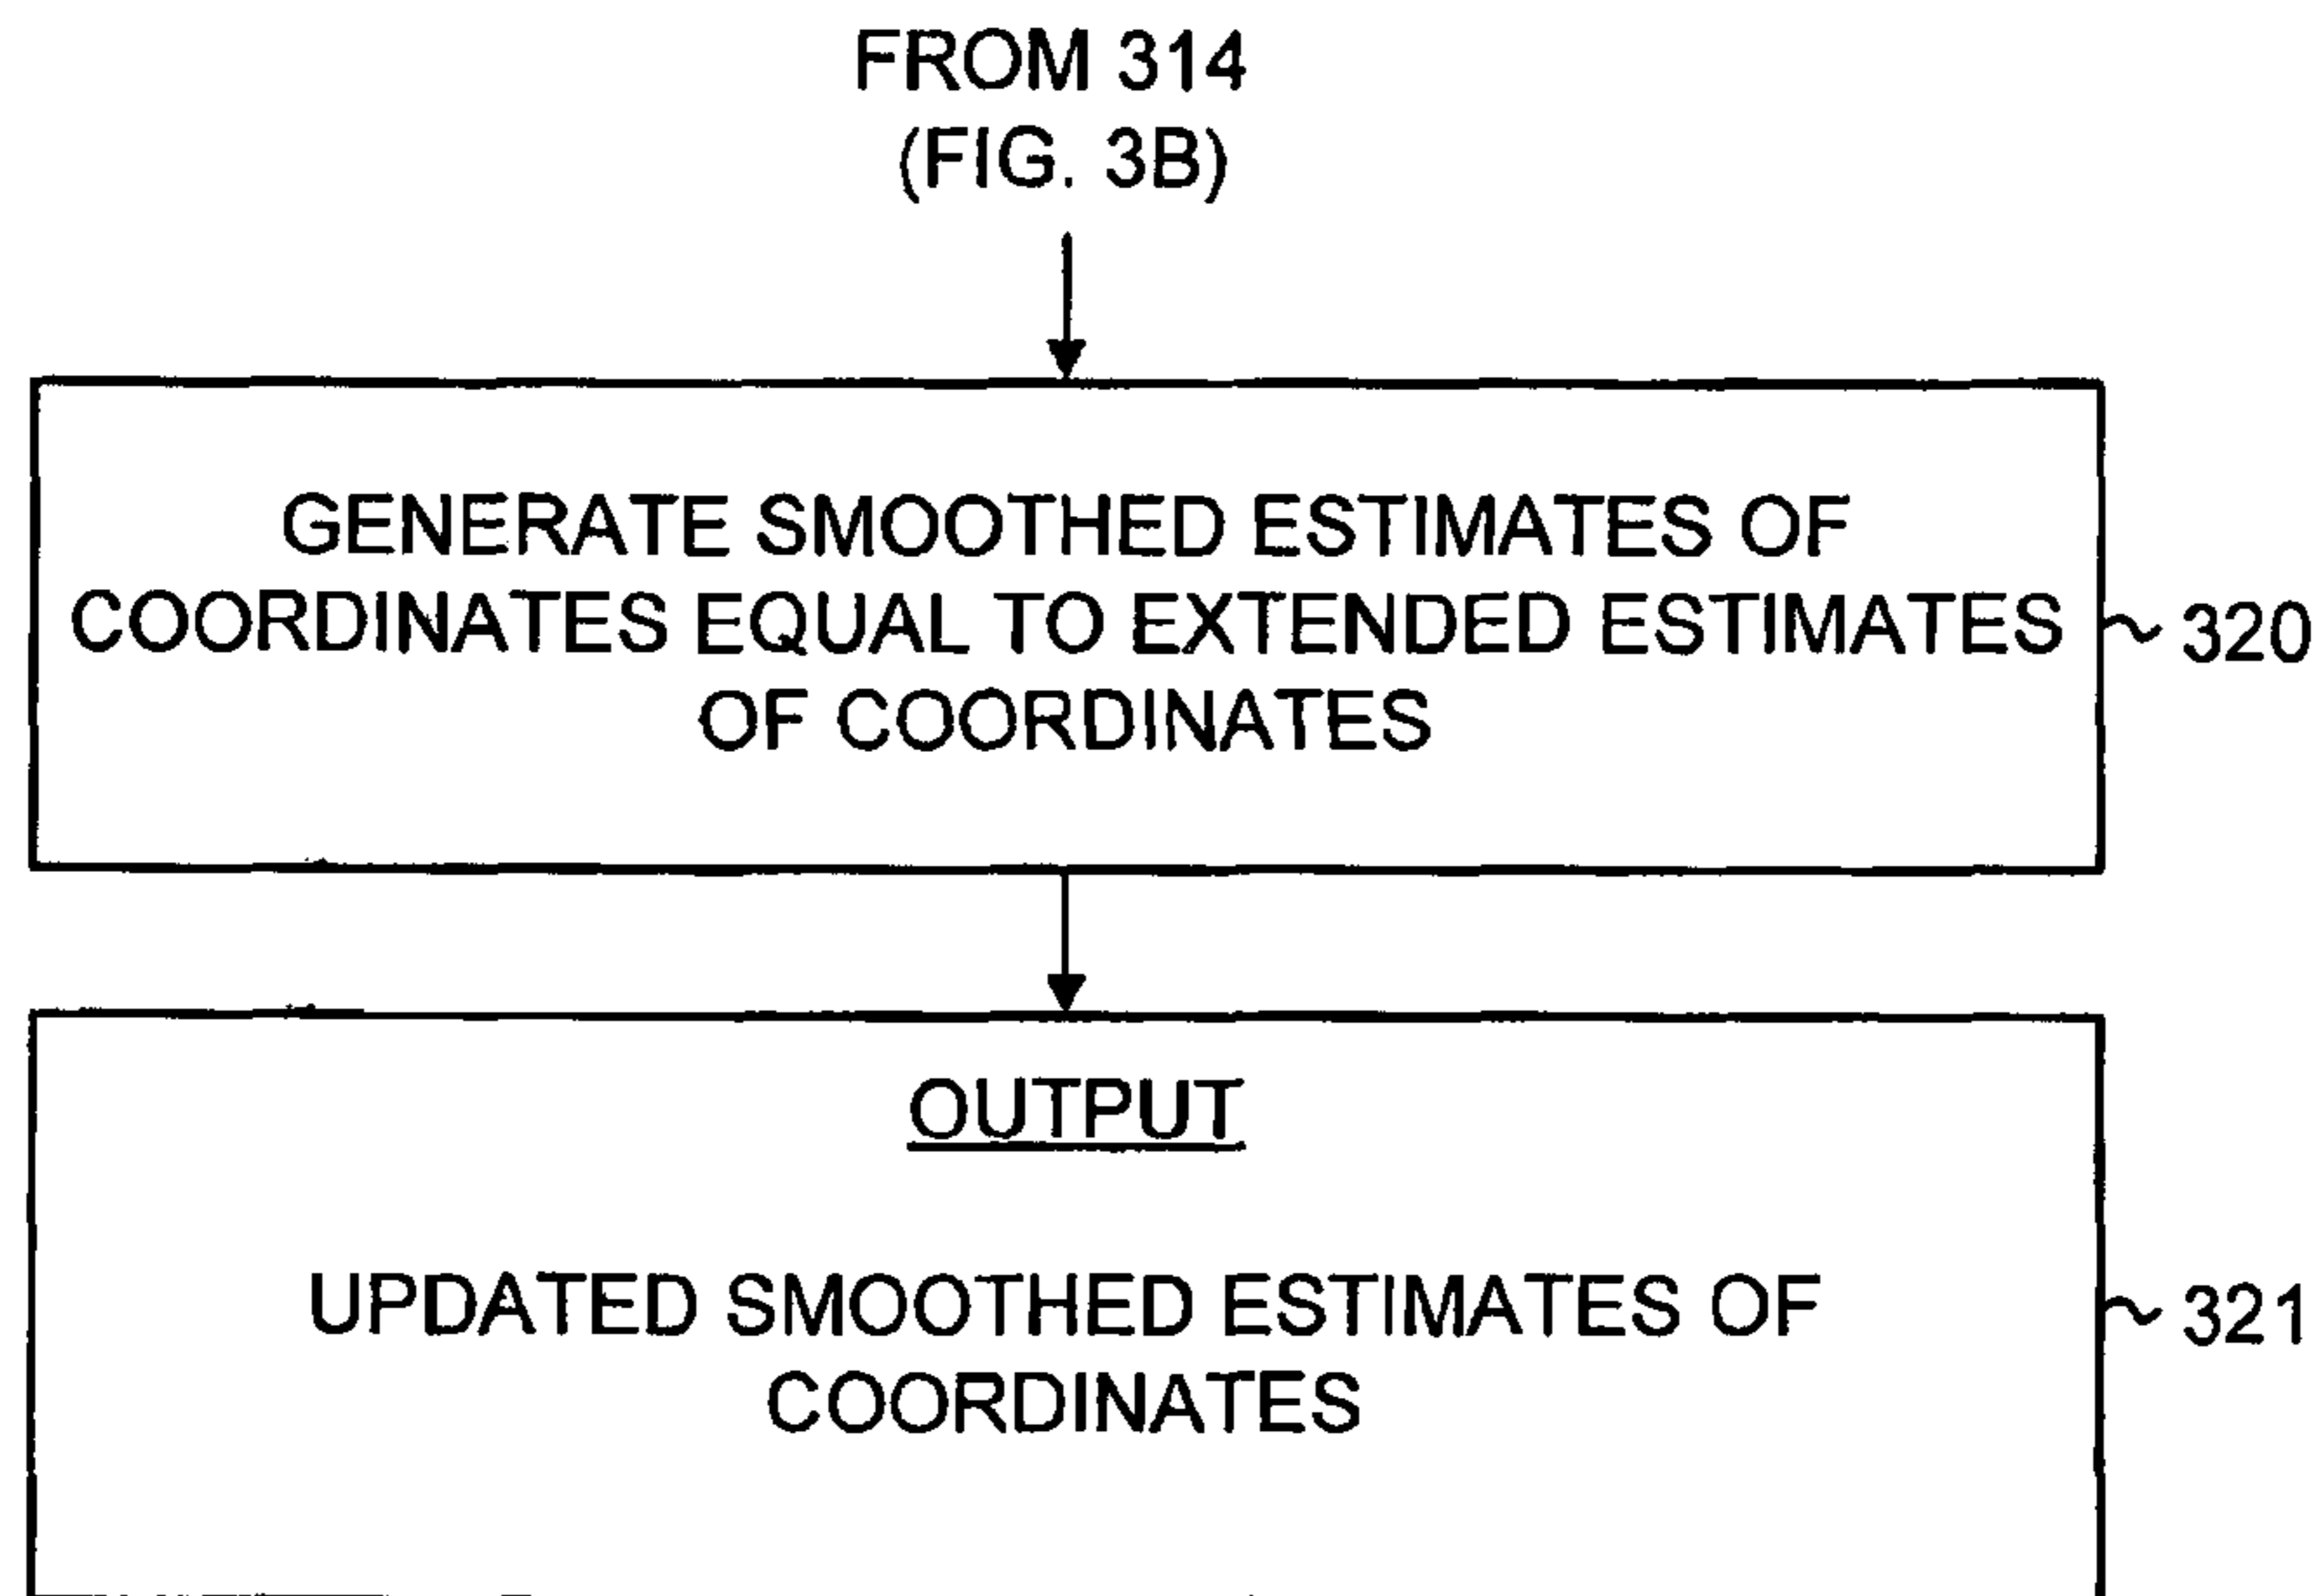 FROM 314
(FIG. 3B)
GENERATE SMOOTHED ESTIMATES OF
COORDINATES EQUAL TO EXTENDED ESTIMATES
OF COORDINATES
320
OUTPUT
UPDATED SMOOTHED ESTIMATES OF
COORDINATES
321